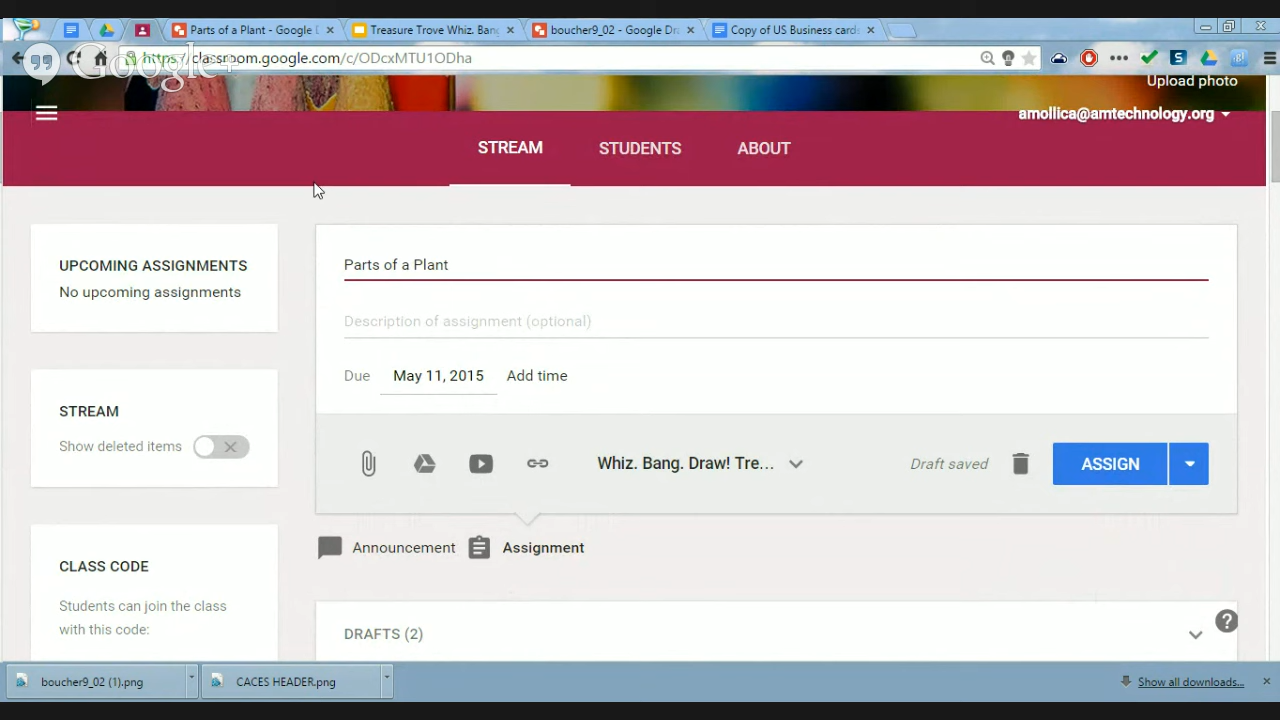 Parts of a Plant - Google D
Treasure Trove Whiz. Bang
boucher9_02 - Google Dra
Copy of US Business cards
Google+
https://classroom.google.com/c/ODcxMTU1ODha
Upload photo
amollica@amtechnology.org
STREAM STUDENTS ABOUT
UPCOMING ASSIGNMENTS
No upcoming assignments
STREAM
Show deleted items
CLASS CODE
Students can join the class
with this code:
Parts of a Plant
Description of assignment (optional)
Due May 11, 2015 Add time
Whiz. Bang. Draw! Tre...
Draft saved
ASSIGN
Announcement
Assignment
DRAFTS (2)
boucher9_02 (1).png
CACES HEADER.png
Show all downloads...